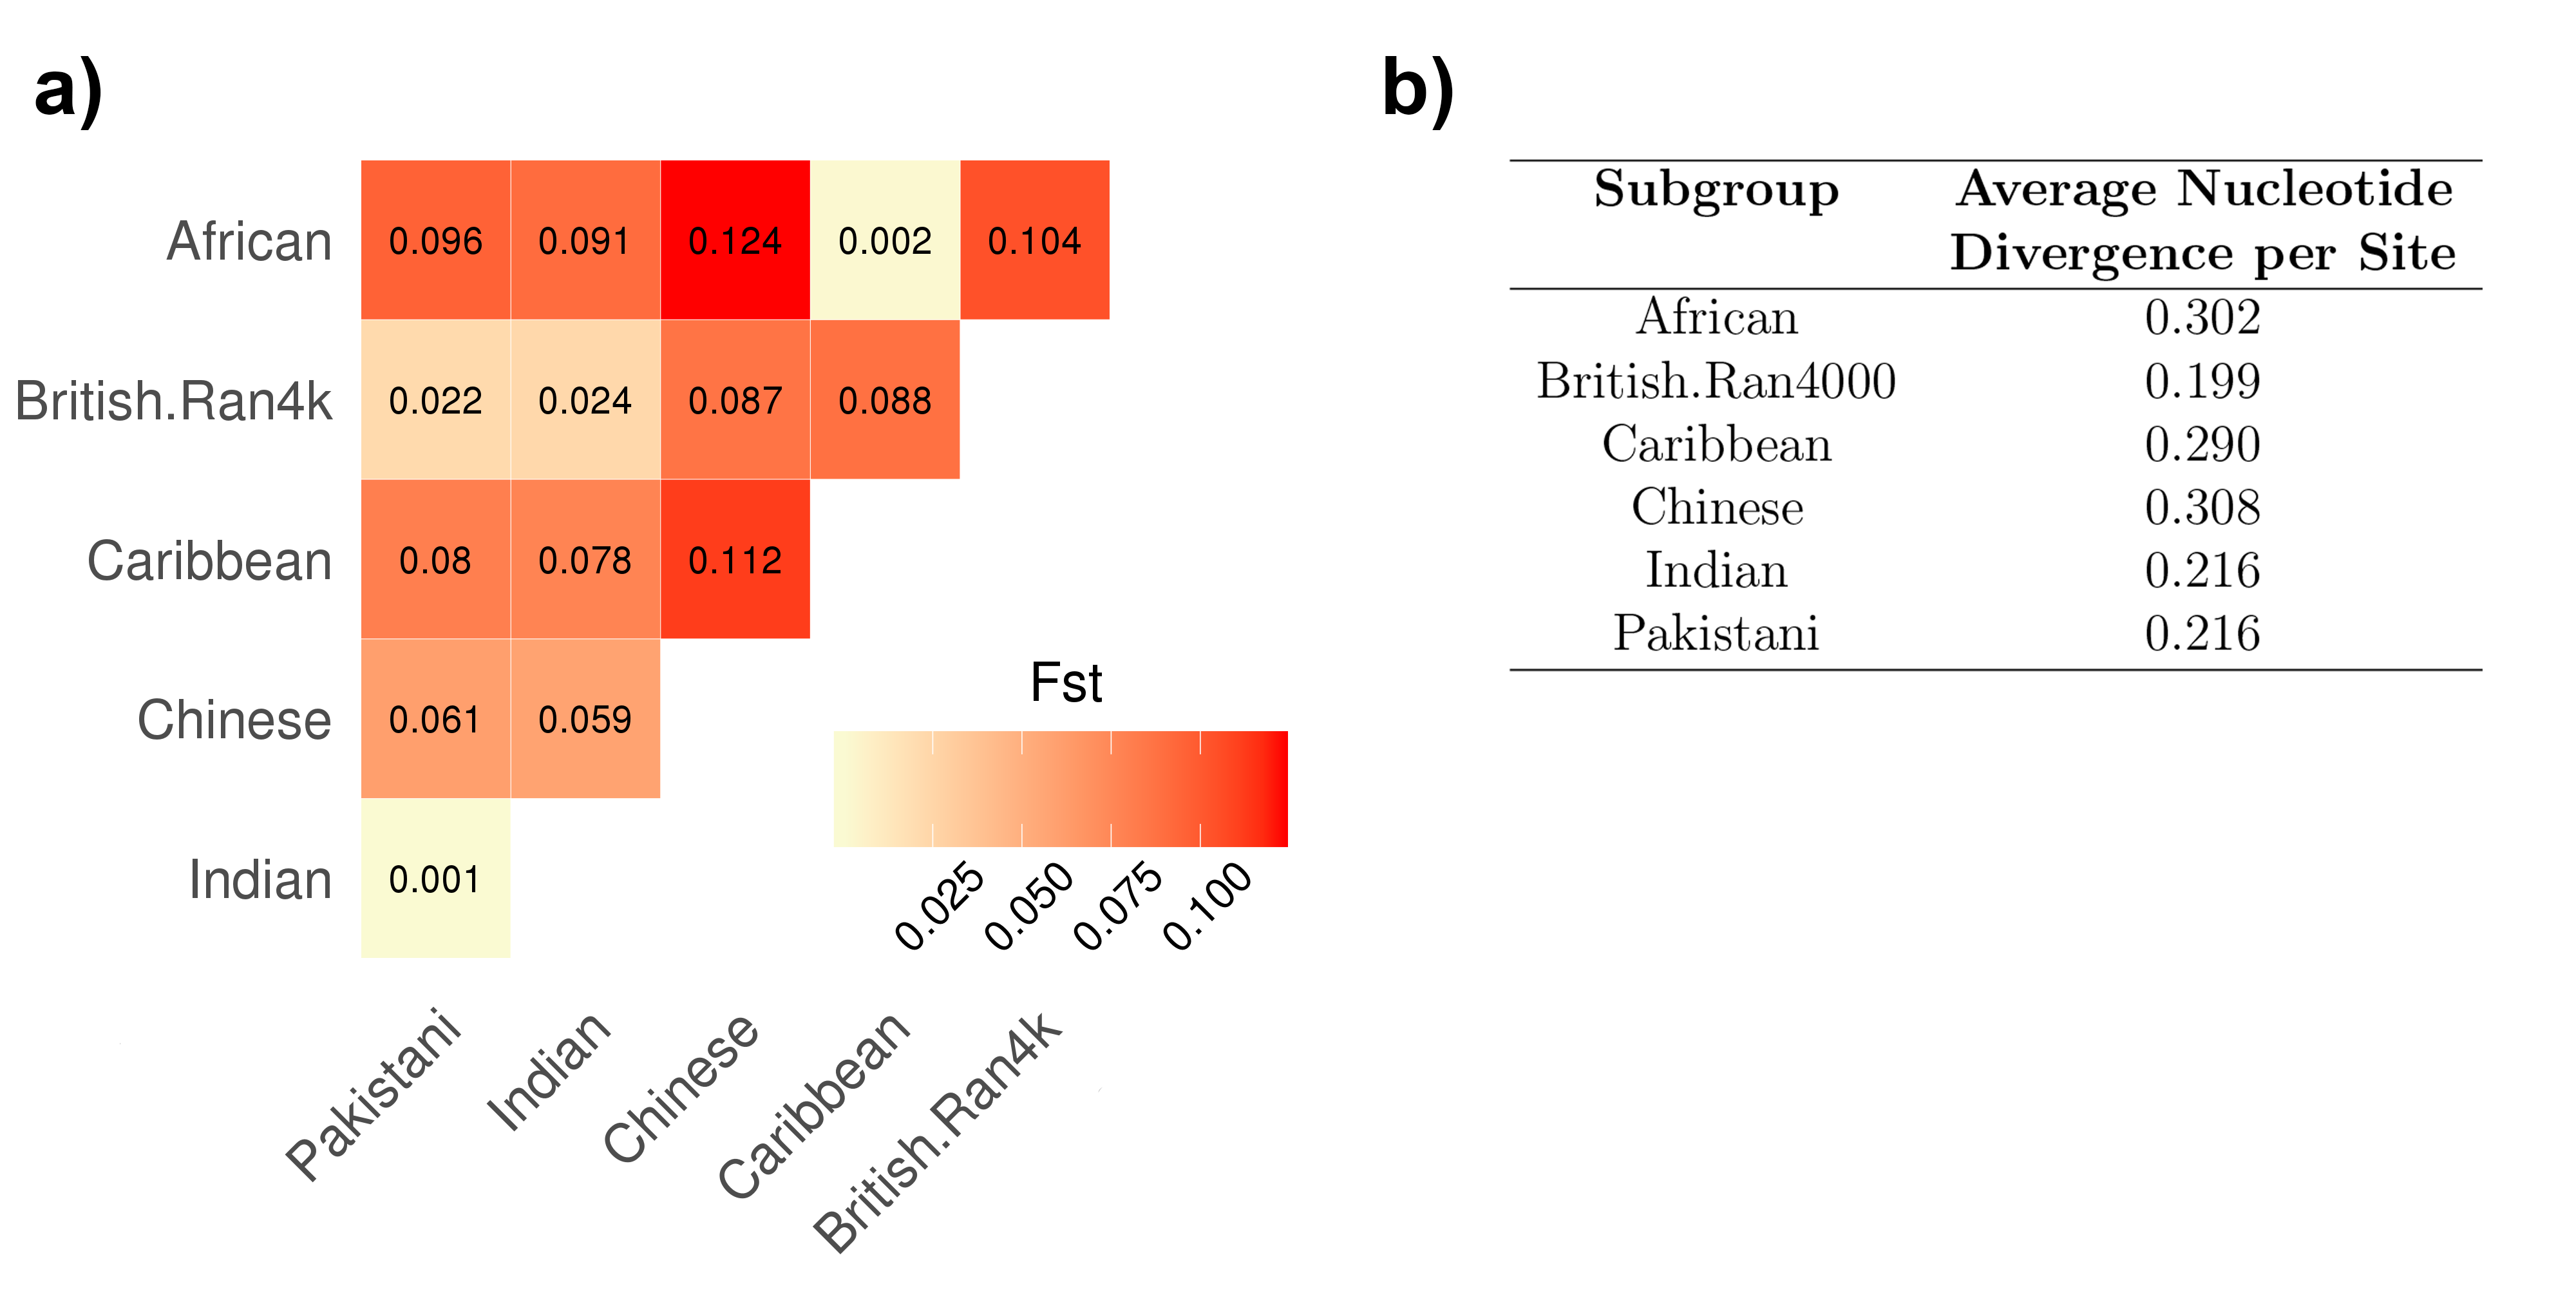 a)
African 0.096 0.091 0.124 0.002 0.104
British.Ran4k 0.022 0.024 0.087 0.088
Caribbean 0.08 0.078 0.112
Chinese 0.061 0.059
Indian 0.001
Pakistani Indian Chinese Caribbean British.Ran4k
Fst
0.025 0.050 0.075 0.100
b)
Subgroup Average Nucleotide
Divergence per Site
African 0.302
British.Ran4000 0.199
Caribbean 0.290
Chinese 0.308
Indian 0.216
Pakistani 0.216